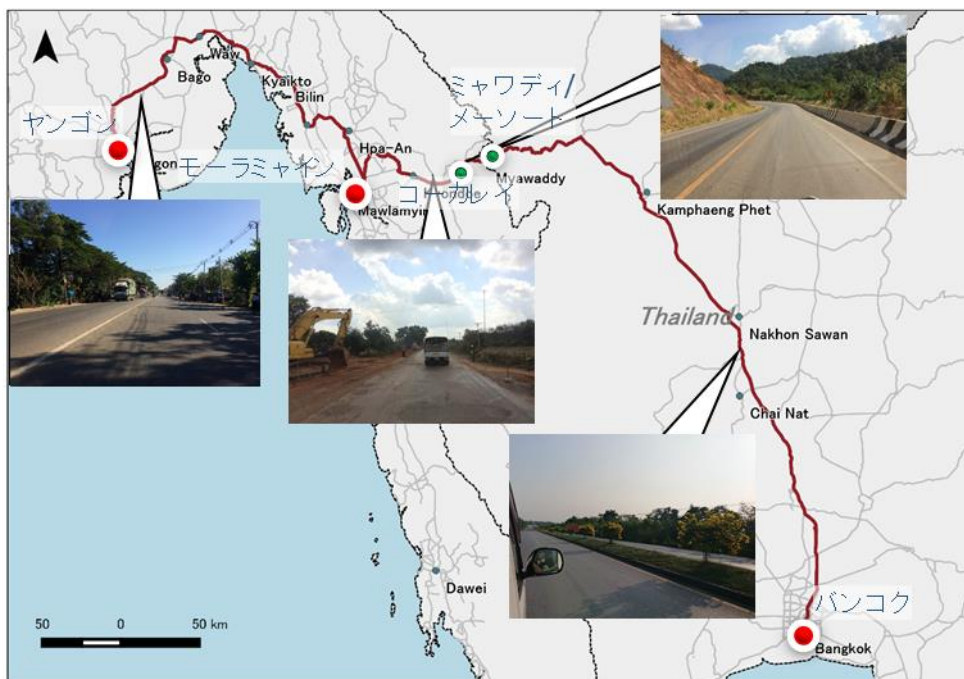 Waw
Bago
Kyaikto
Bilin
ミャワディ/
メーソート
ヤンゴン
Hpa-An
モーラミャイン
コーカレイ
Myawaddy
Kamphaeng Phet
Thailand
Nakhon Sawan
Chai Nat
Dawei
バンコク
Bangkok
50
0
50 km